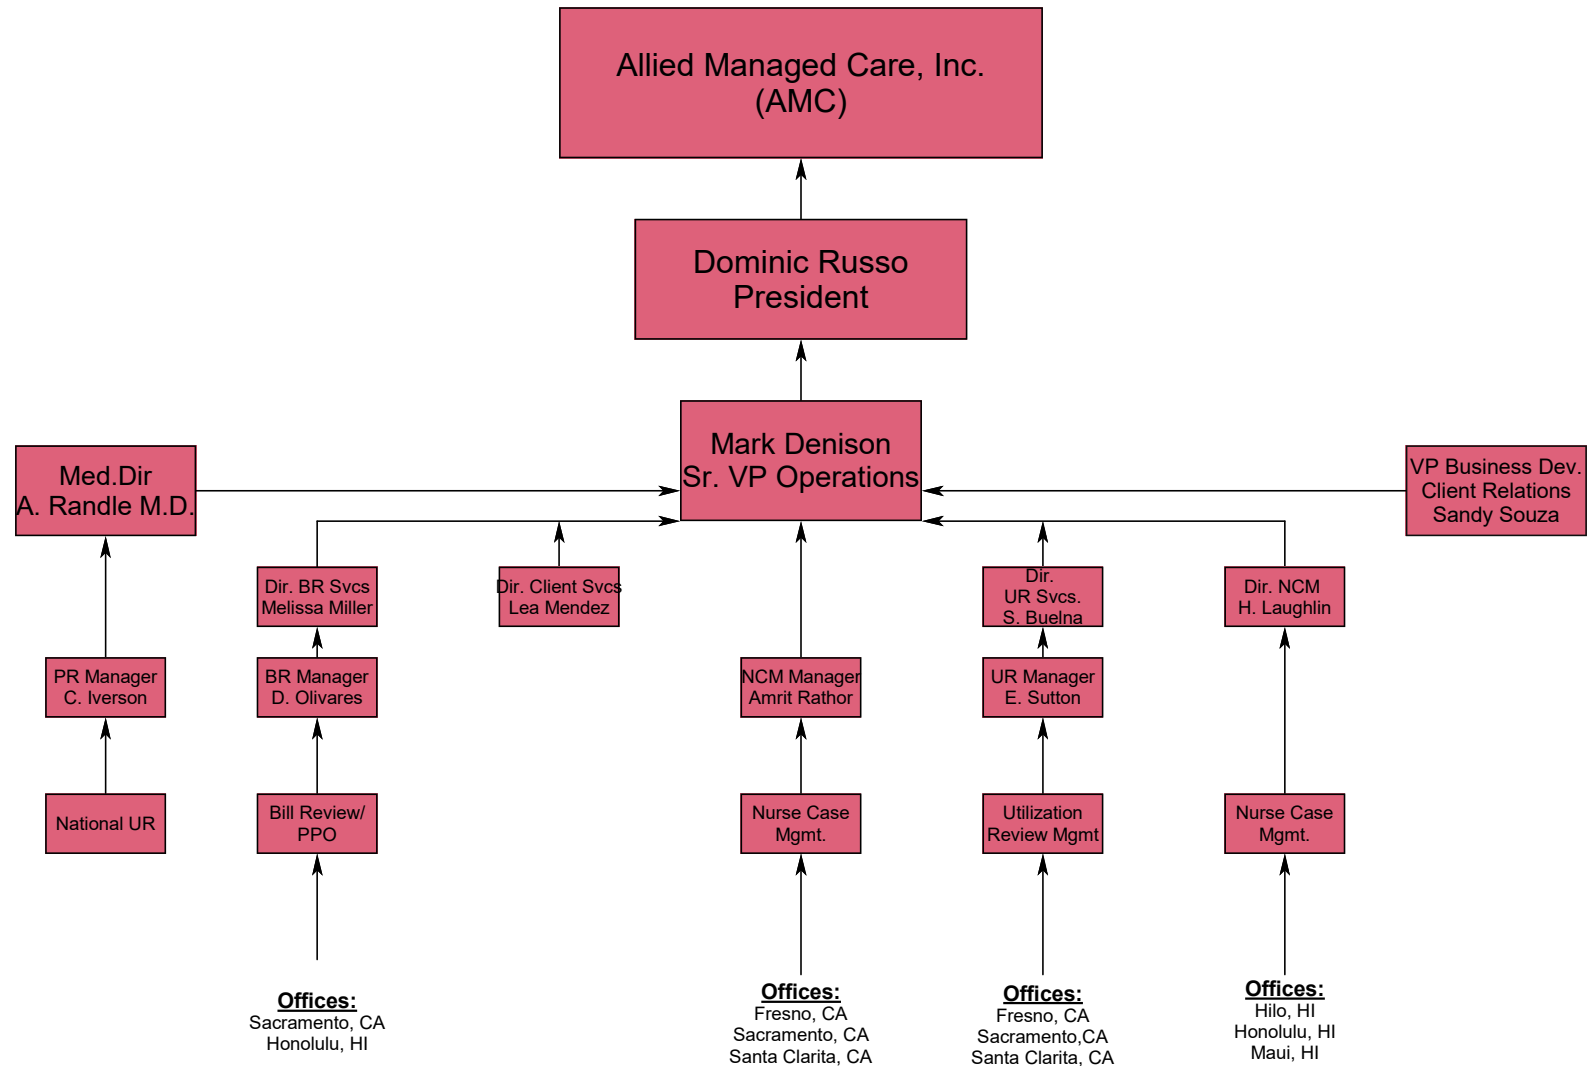 Allied Managed Care, Inc.
(AMC)
Dominic Russo
President
Mark Denison
Sr. VP Operations
Med.Dir
A. Randle M.D.
VP Business Dev.
Client Relations
Sandy Souza
Dir. BR Svcs
Melissa Miller
Dir. Client Svcs
Lea Mendez
Dir.
UR Svcs.
S. Buelna
Dir. NCM
H. Laughlin
PR Manager
C. Iverson
BR Manager
D. Olivares
NCM Manager
Amrit Rathor
UR Manager
E. Sutton
National UR
Bill Review/
PPO
Nurse Case
Mgmt.
Utilization
Review Mgmt
Nurse Case
Mgmt.
Offices:
Sacramento, CA
Honolulu, HI
Offices:
Fresno, CA
Sacramento, CA
Santa Clarita, CA
Offices:
Fresno, CA
Sacramento,CA
Santa Clarita, CA
Offices:
Hilo, HI
Honolulu, HI
Maui, HI